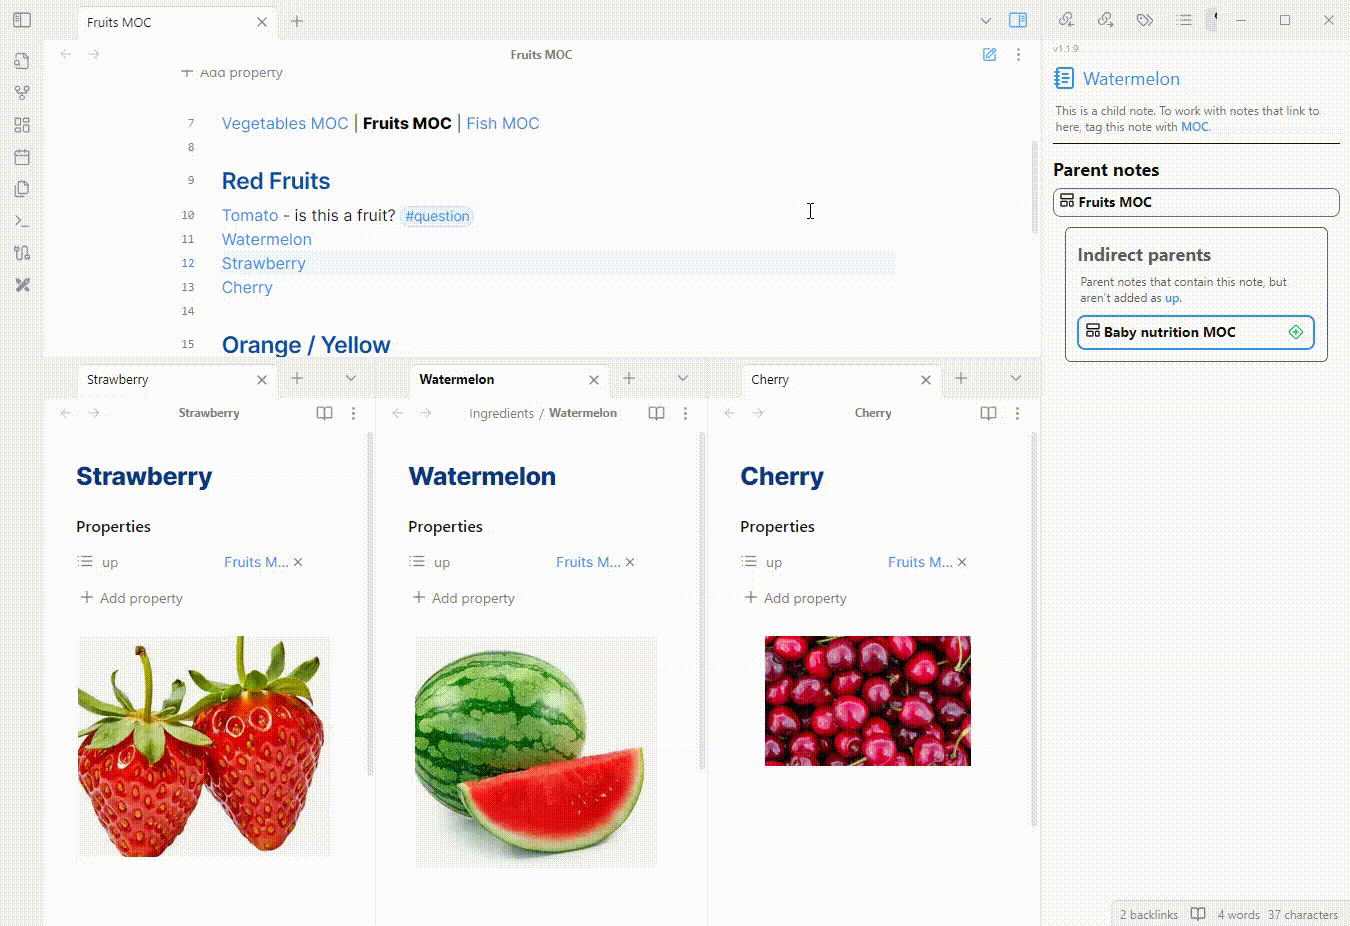 Fruits MOC
Fruits MOC
Add property
7 Vegetables MOC | Fruits MOC | Fish MOC
8
9 Red Fruits
10 Tomato - is this a fruit? #question
11 Watermelon
12 Strawberry
13 Cherry
14
15 Orange / Yellow
Strawberry
Strawberry
Strawberry
Properties
up Fruits M...
Add property
Watermelon
Ingredients / Watermelon
Watermelon
Properties
up Fruits M...
Add property
Cherry
Cherry
Cherry
Properties
up Fruits M...
Add property
v1.1.9
Watermelon
This is a child note. To work with notes that link to
here, tag this note with MOC.
Parent notes
Fruits MOC
Indirect parents
Parent notes that contain this note, but
aren't added as up.
Baby nutrition MOC
2 backlinks 4 words 37 characters